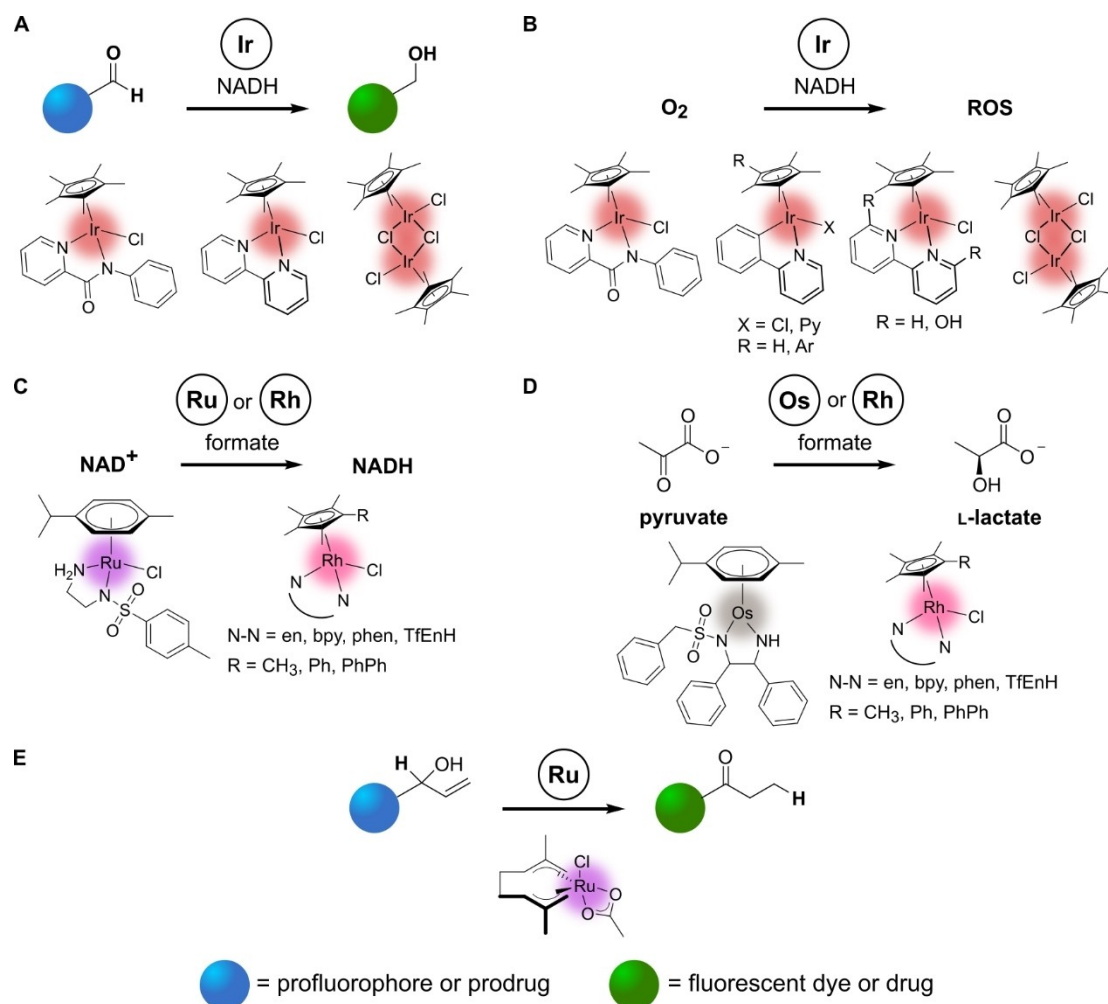 A
Ir
NADH
O
H
OH
Ir
N
Cl
N
O
Ir
N
Cl
N
Cl
Ir
Cl
Cl
Ir
Cl
B
Ir
NADH
O₂
ROS
Ir
N
Cl
N
O
R
Ir
X
N
X = Cl, Py
R = H, Ar
R
Ir
N
Cl
N
R
R = H, OH
Cl
Ir
Cl
Cl
Ir
Cl
C
Ru or Rh
formate
NAD⁺
NADH
Ru
H₂N
Cl
N
O
S
O
R
Rh
N
Cl
N
N-N = en, bpy, phen, TfEnH
R = CH₃, Ph, PhPh
D
Os or Rh
formate
O
O⁻
O
pyruvate
O
O⁻
OH
L-lactate
Os
O
S
N
NH
O
R
Rh
N
Cl
N
N-N = en, bpy, phen, TfEnH
R = CH₃, Ph, PhPh
E
H
OH
Ru
O
H
Cl
Ru
O
O
= profluorophore or prodrug
= fluorescent dye or drug